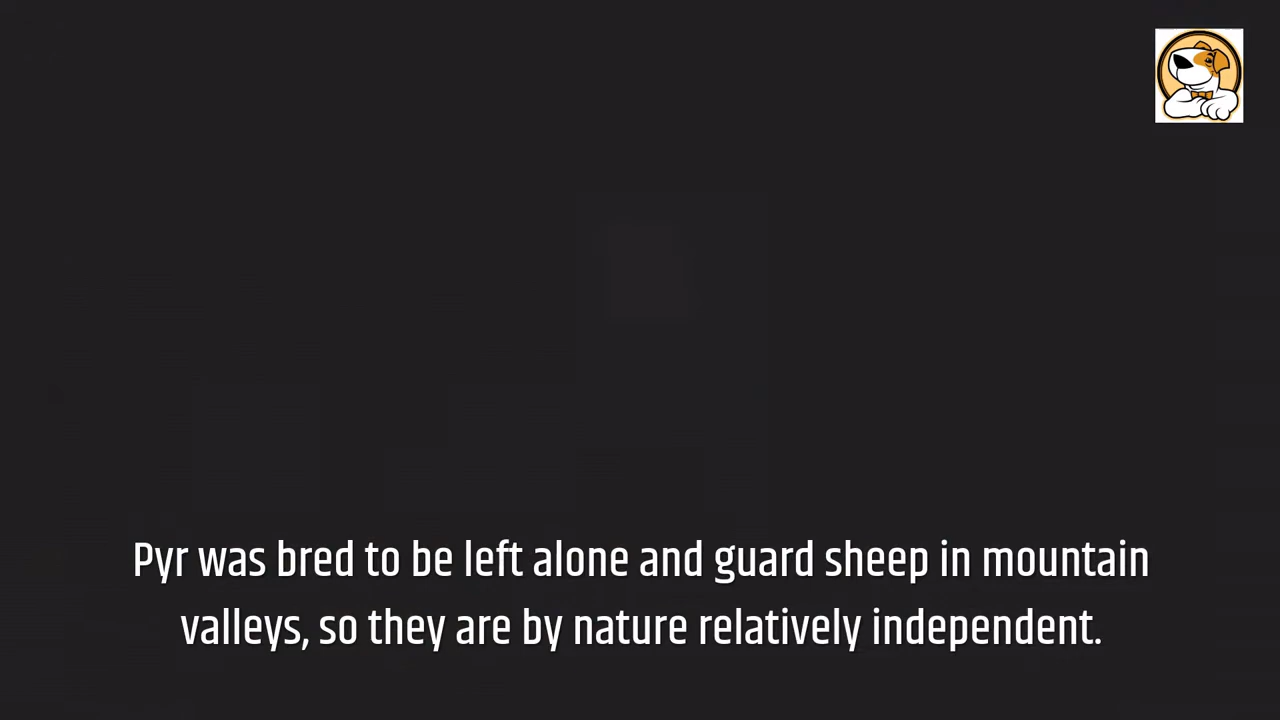 Pyr was bred to be left alone and guard sheep in mountain
valleys, so they are by nature relatively independent.